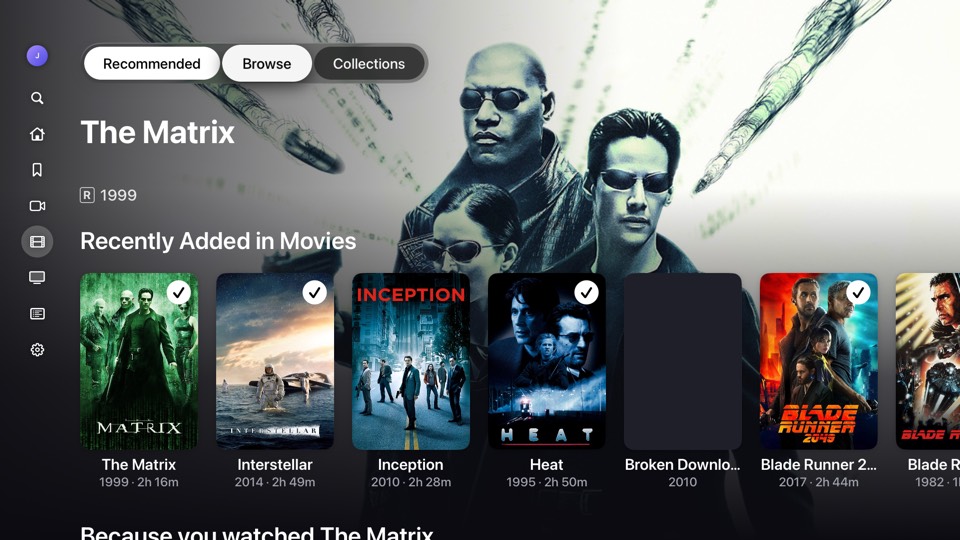 J
Recommended
Browse
Collections
The Matrix
R 1999
Recently Added in Movies
MATRIX
INTERSTELLAR
INCEPTION
HEAT
BLADE
RUNNER
2049
The Matrix
Interstellar
Inception
Heat
Broken Downlo...
Blade Runner 2...
Blade R
1999 · 2h 16m
2014 · 2h 49m
2010 · 2h 28m
1995 · 2h 50m
2010
2017 · 2h 44m
1982 · 1
Because you watched The Matrix